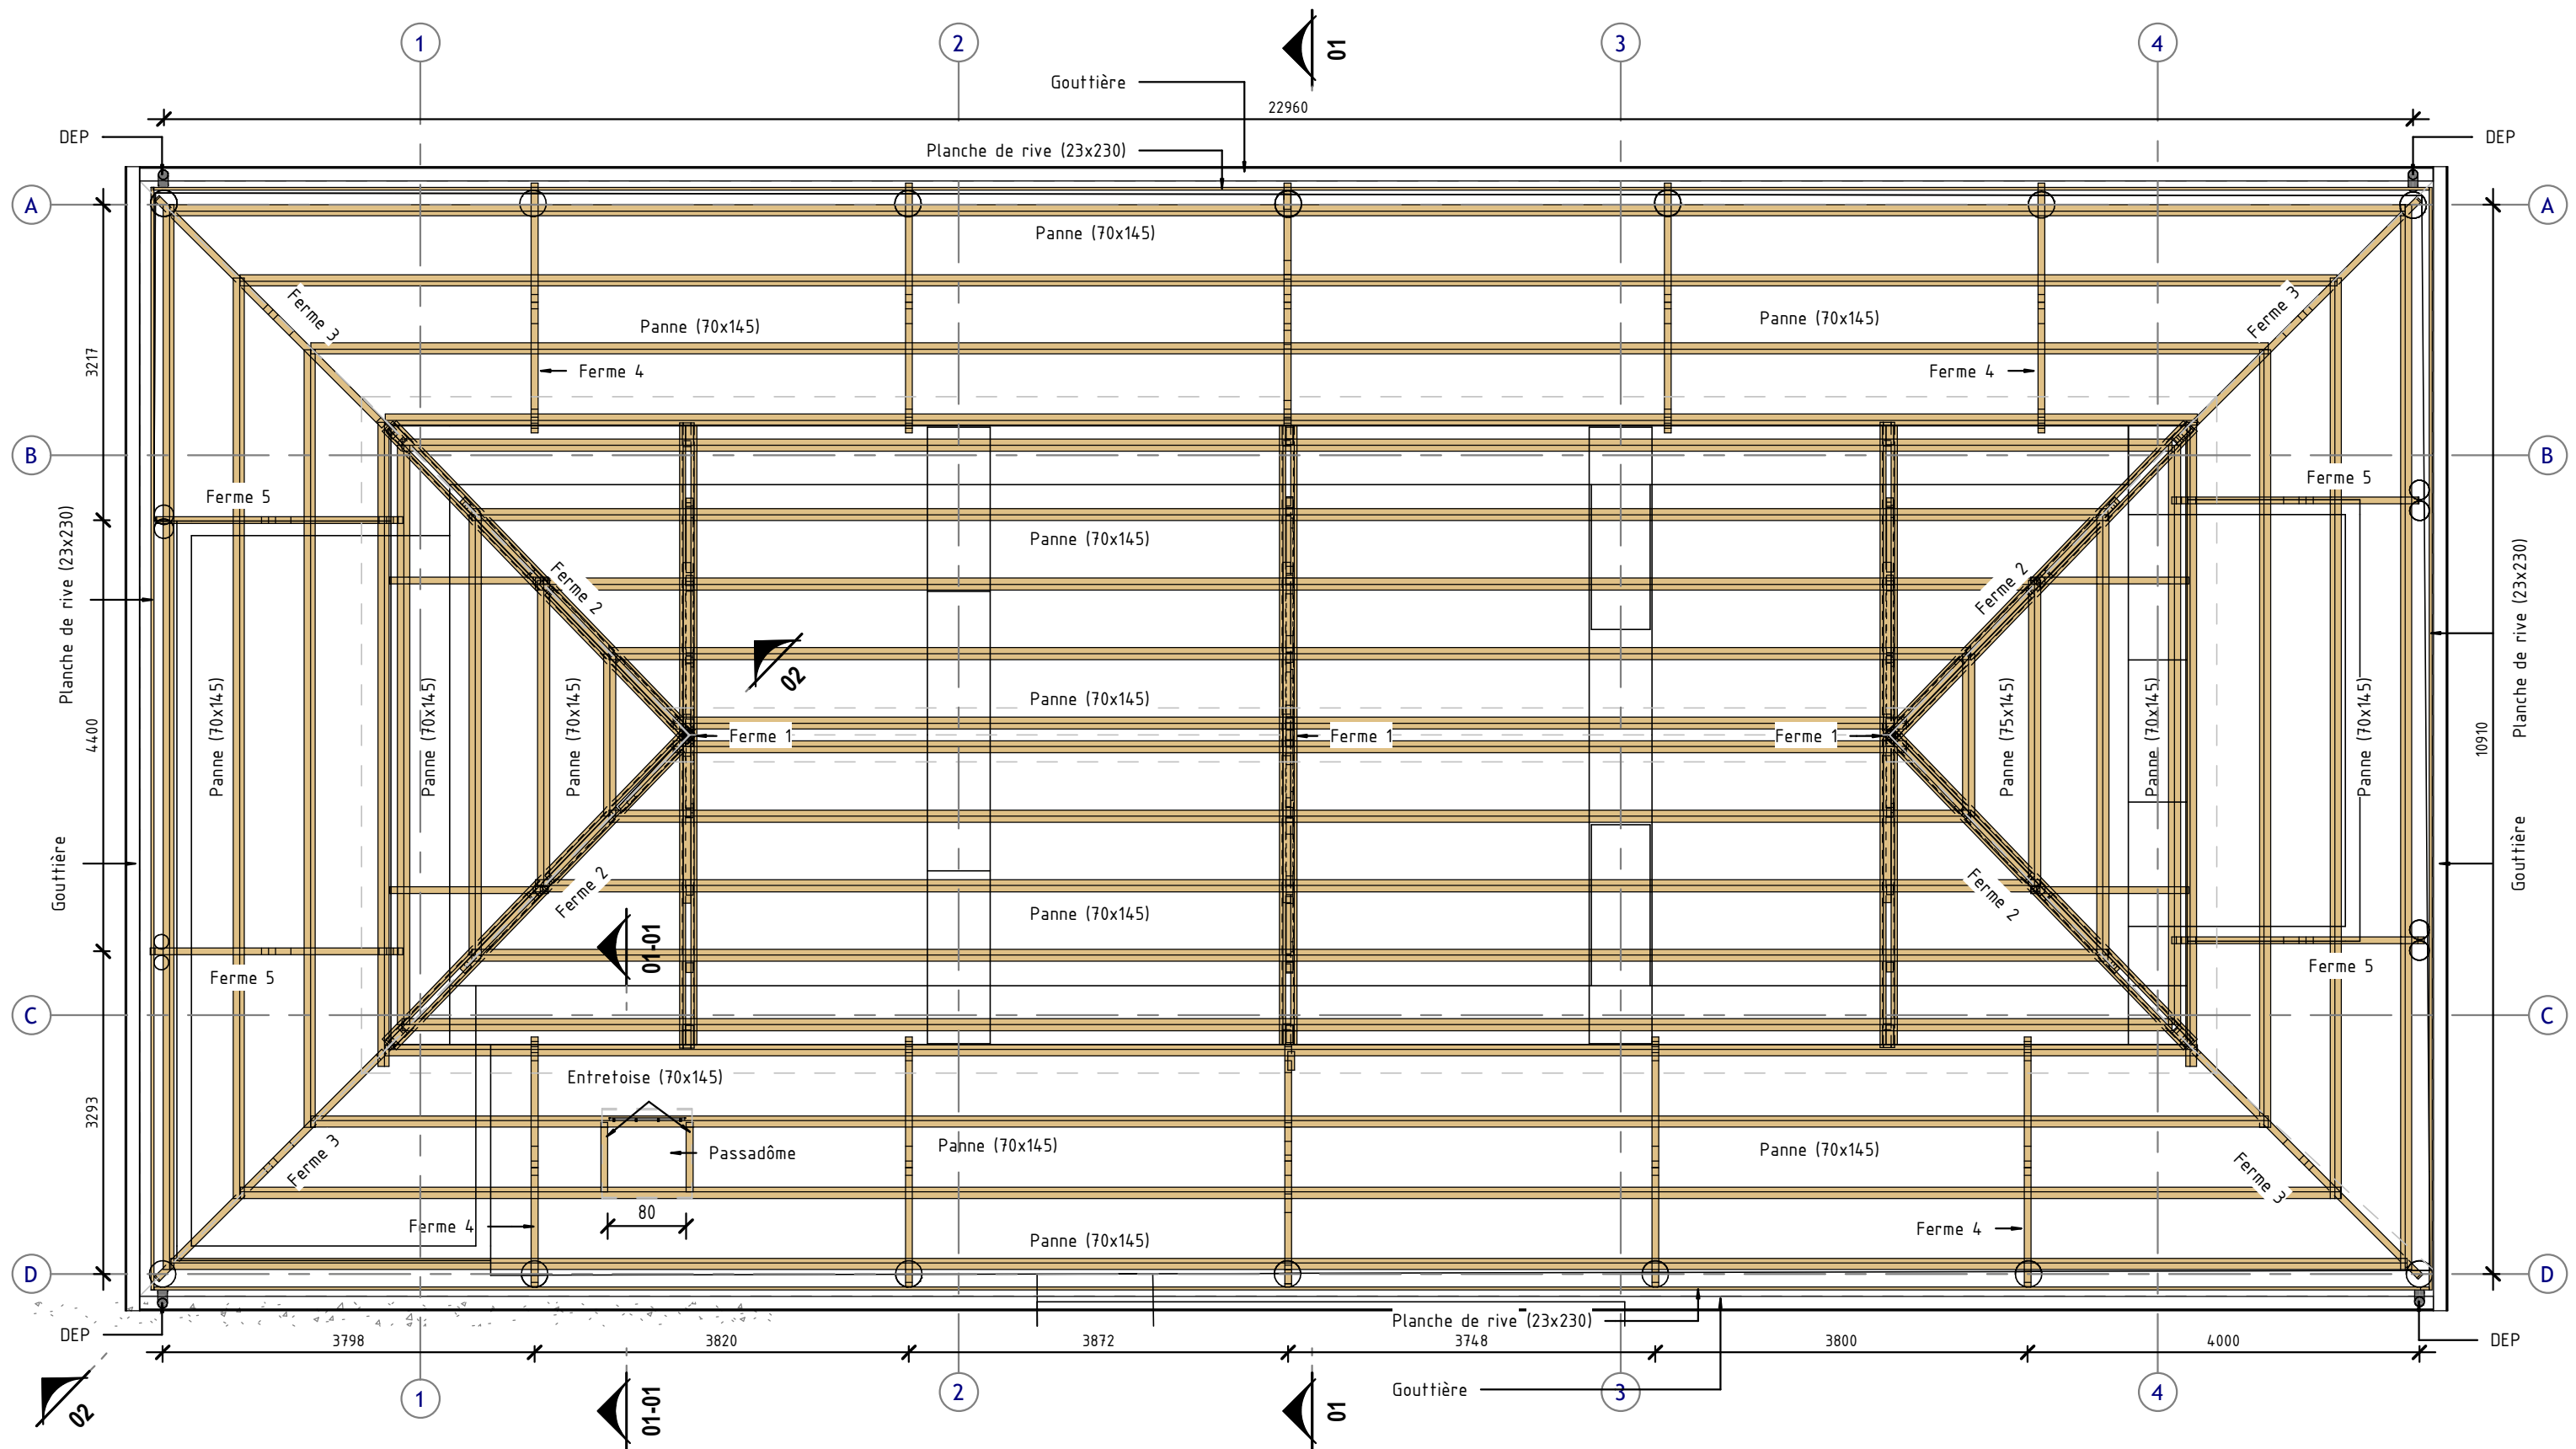 1
2
01
3
4
Gouttière
22960
DEP
DEP
Planche de rive (23x230)
A
A
Panne (70x145)
Ferme 3
Ferme 3
Panne (70x145)
Panne (70x145)
3217
Ferme 4
Ferme 4
B
B
Ferme 5
Ferme 5
Planche de rive (23x230)
Panne (70x145)
Planche de rive (23x230)
Ferme 2
Ferme 2
02
Panne (70x145)
Panne (70x145)
Panne (70x145)
Panne (70x145)
Panne (75x145)
Panne (70x145)
Panne (70x145)
4400
Ferme 1
Ferme 1
Ferme 1
10910
Gouttière
Gouttière
Ferme 2
Ferme 2
Panne (70x145)
01-01
Ferme 5
Ferme 5
C
C
Entretoise (70x145)
3293
Panne (70x145)
Panne (70x145)
Passadôme
Ferme 3
Ferme 3
80
Ferme 4
Ferme 4
Panne (70x145)
D
D
Planche de rive (23x230)
DEP
DEP
3798
3820
3872
3748
3800
4000
Gouttière
02
1
01-01
2
01
3
4